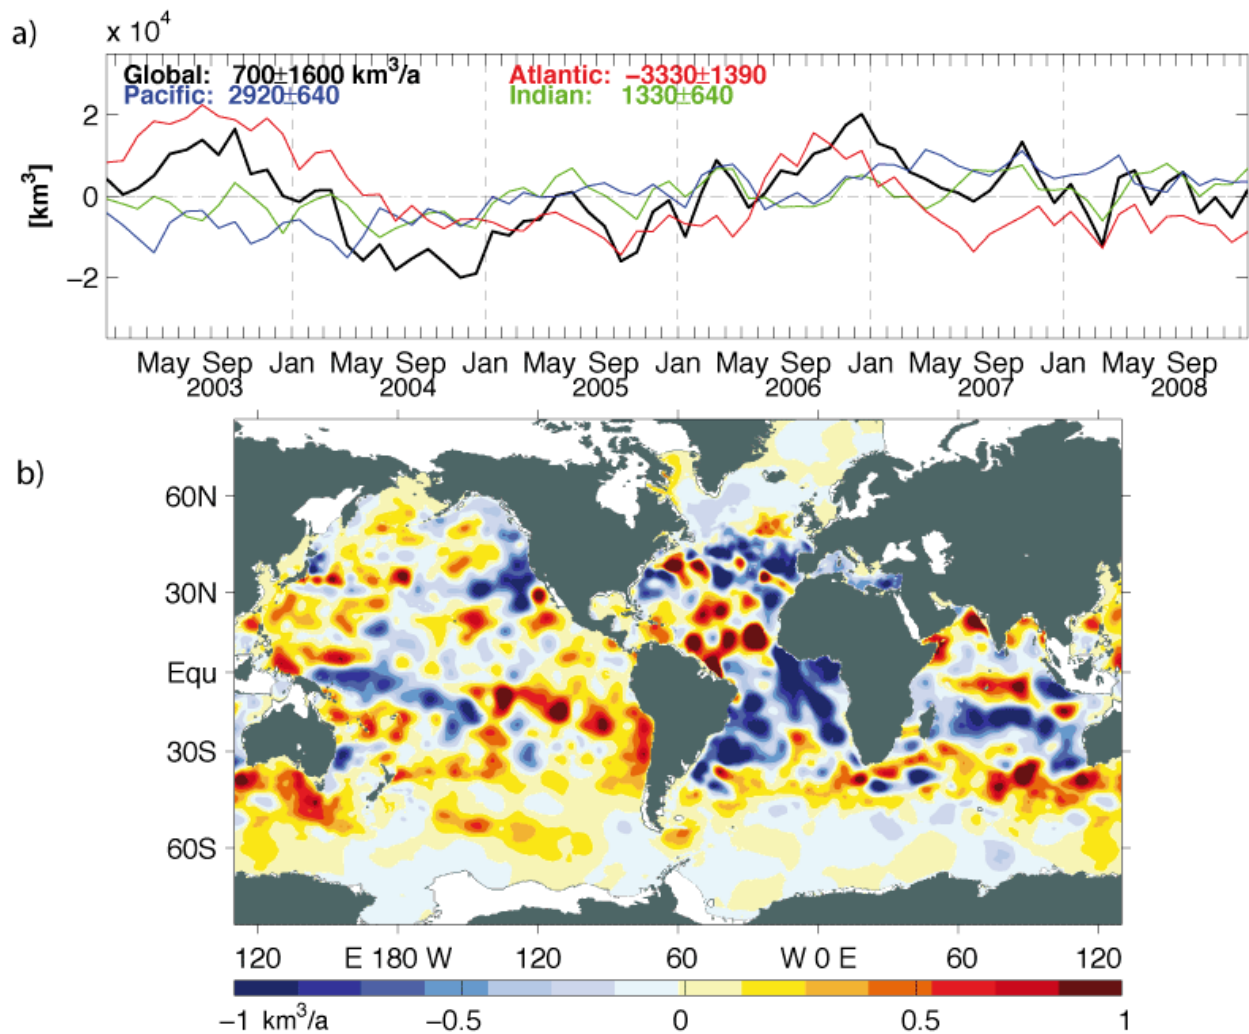 a)
x 10⁴
Global: 700±1600 km³/a
Atlantic: −3330±1390
Pacific: 2920±640
Indian: 1330±640
2
0
−2
[km³]
May Sep Jan May Sep Jan May Sep Jan May Sep Jan May Sep Jan May Sep
2003 2004 2005 2006 2007 2008
b)
60N
30N
Equ
30S
60S
120 E 180 W 120 60 W 0 E 60 120
−1 km³/a −0.5 0 0.5 1